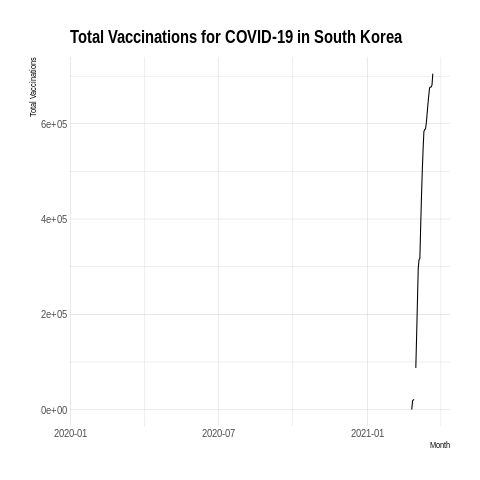 Total Vaccinations for COVID-19 in South Korea
Total Vaccinations
6e+05
4e+05
2e+05
0e+00
2020-01 2020-07 2021-01
Month